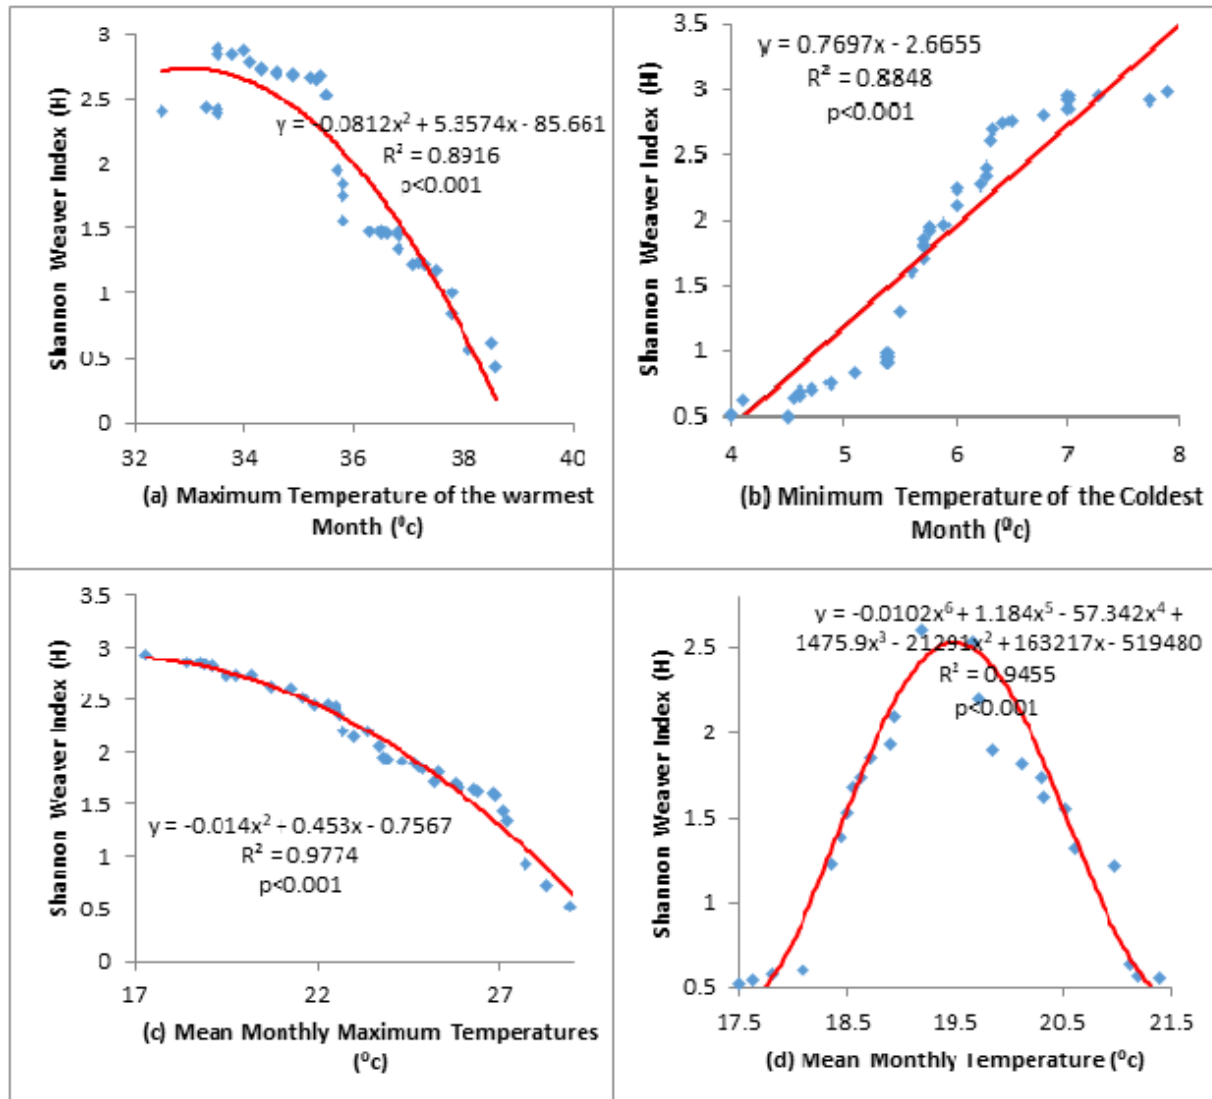 3
2.5
2
1.5
1
0.5
0
Shannon Weaver Index (H)
y = -0.0812x² + 5.3574x - 85.661
R² = 0.8916
p<0.001
32 34 36 38 40
(a) Maximum Temperature of the warmest
Month (⁰c)
3.5
3
2.5
2
1.5
1
0.5
Shannon Weaver Index (H)
y = 0.7697x - 2.6655
R² = 0.8848
p<0.001
4 5 6 7 8
(b) Minimum Temperature of the Coldest
Month (⁰c)
3.5
3
2.5
2
1.5
1
0.5
0
Shannon Weaver Index (H)
y = -0.014x² + 0.453x - 0.7567
R² = 0.9774
p<0.001
17 22 27
(c) Mean Monthly Maximum Temperatures
(⁰c)
2.5
2
1.5
1
0.5
Shannon Weaver Index (H)
y = -0.0102x⁶ + 1.184x⁵ - 57.342x⁴ +
1475.9x³ - 21291x² + 163217x - 519480
R² = 0.9455
p<0.001
17.5 18.5 19.5 20.5 21.5
(d) Mean Monthly Temperature (⁰c)